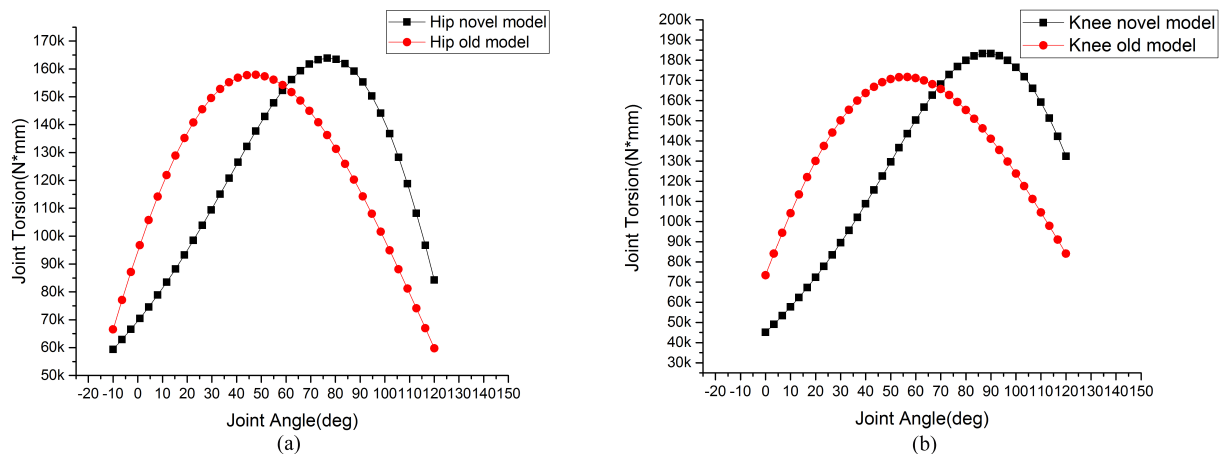 Hip novel model
Hip old model
170k
160k
150k
140k
130k
120k
110k
100k
90k
80k
70k
60k
50k
Joint Torsion(N*mm)
-20 -10 0 10 20 30 40 50 60 70 80 90 100 110 120 130 140 150
Joint Angle(deg)
(a)
Knee novel model
Knee old model
200k
190k
180k
170k
160k
150k
140k
130k
120k
110k
100k
90k
80k
70k
60k
50k
40k
30k
Joint Torsion(N*mm)
-20 -10 0 10 20 30 40 50 60 70 80 90 100 110 120 130 140 150
Joint Angle(deg)
(b)